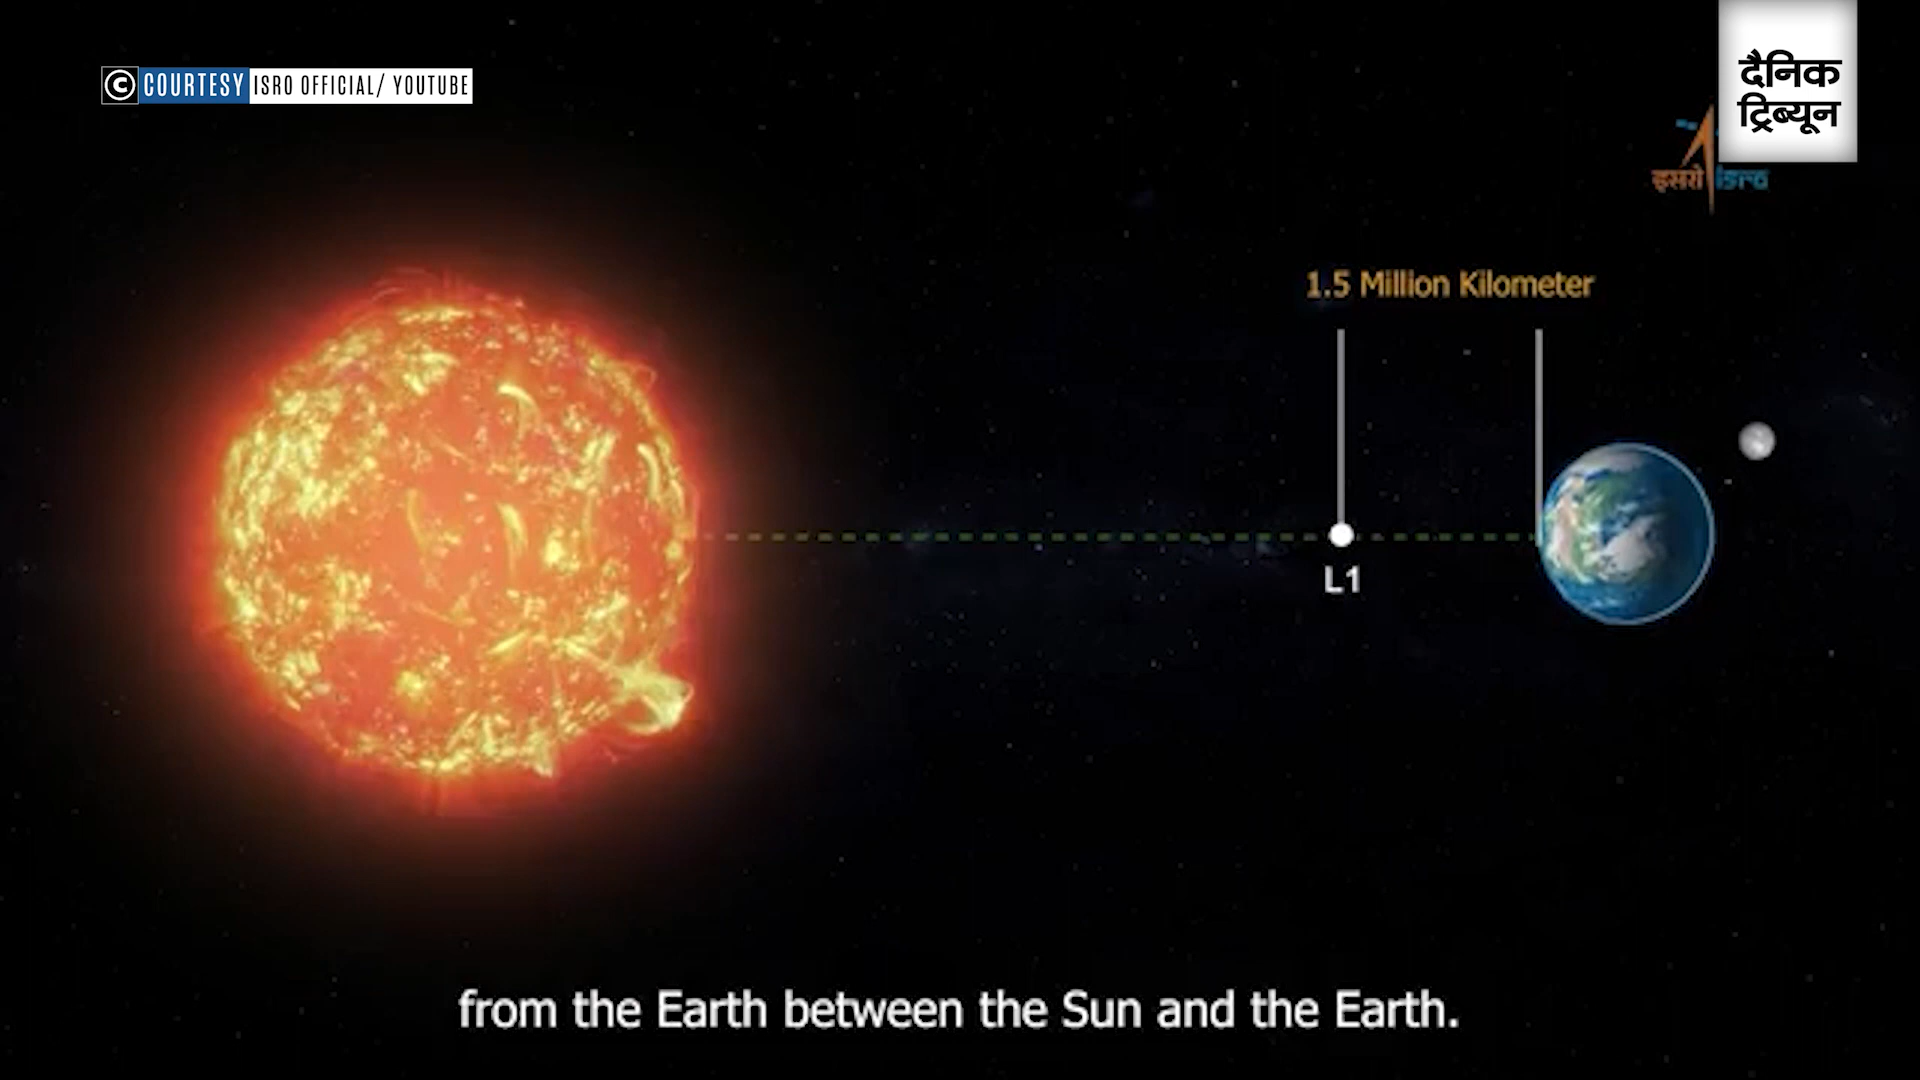 © COURTESY ISRO OFFICIAL/ YOUTUBE
दैनिक
ट्रिब्यून
इसरो isro
1.5 Million Kilometer
L1
from the Earth between the Sun and the Earth.